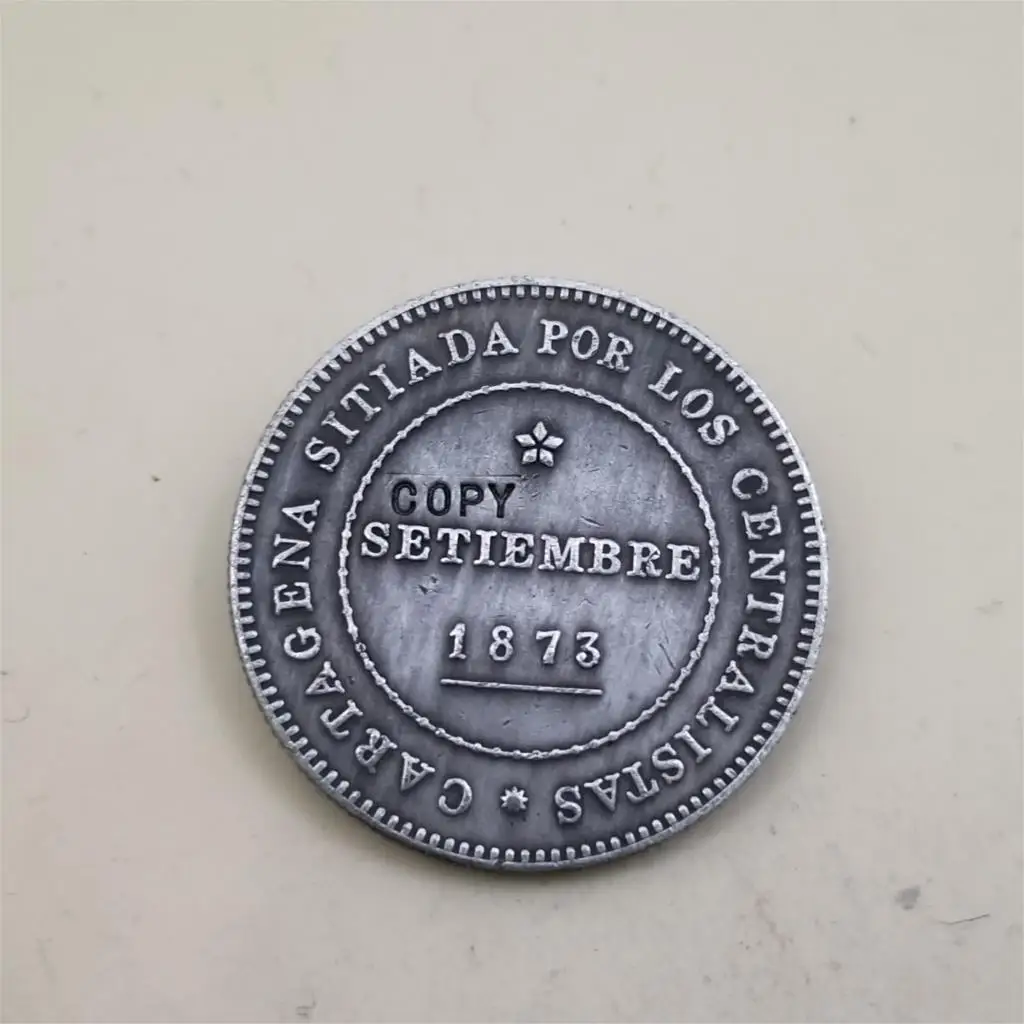 CARTAGENA SITIADA POR LOS CENTRALISTAS
COPY
SETIEMBRE
1873